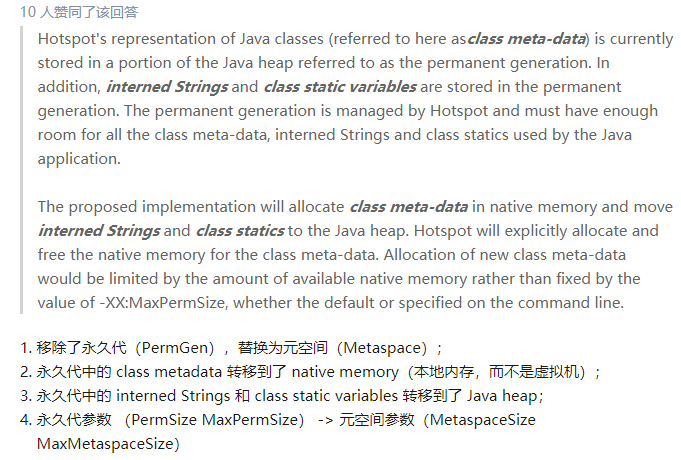 10 人赞同了该回答
Hotspot's representation of Java classes (referred to here asclass meta-data) is currently
stored in a portion of the Java heap referred to as the permanent generation. In
addition, interned Strings and class static variables are stored in the permanent
generation. The permanent generation is managed by Hotspot and must have enough
room for all the class meta-data, interned Strings and class statics used by the Java
application.
The proposed implementation will allocate class meta-data in native memory and move
interned Strings and class statics to the Java heap. Hotspot will explicitly allocate and
free the native memory for the class meta-data. Allocation of new class meta-data
would be limited by the amount of available native memory rather than fixed by the
value of -XX:MaxPermSize, whether the default or specified on the command line.
1. 移除了永久代（PermGen），替换为元空间（Metaspace）；
2. 永久代中的 class metadata 转移到了 native memory（本地内存，而不是虚拟机）；
3. 永久代中的 interned Strings 和 class static variables 转移到了 Java heap；
4. 永久代参数 （PermSize MaxPermSize） -> 元空间参数（MetaspaceSize
MaxMetaspaceSize）